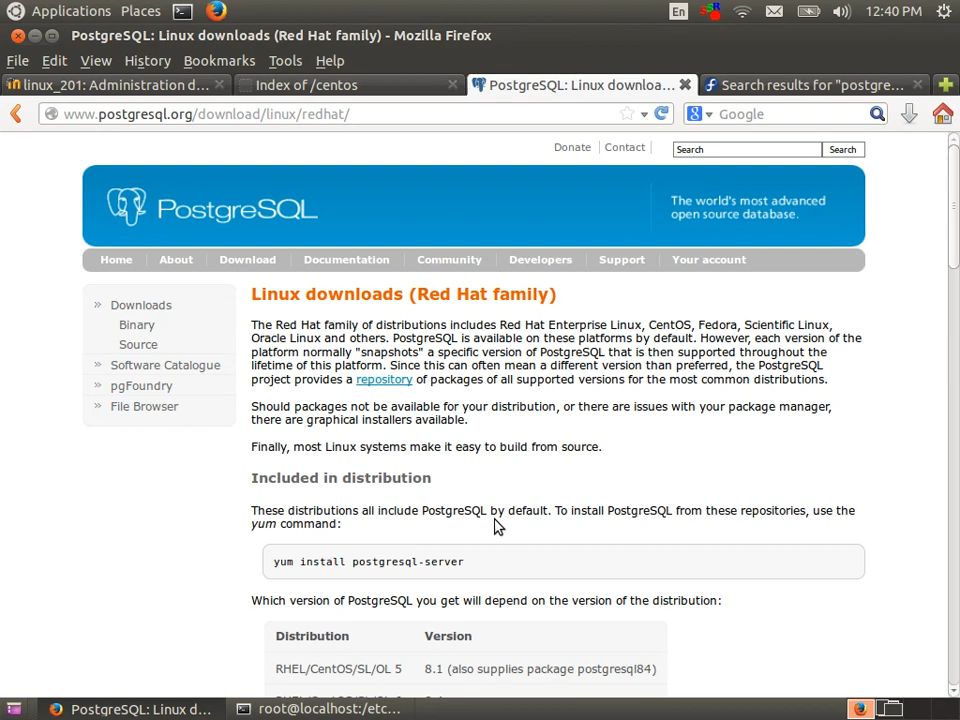 Applications Places En 12:40 PM
PostgreSQL: Linux downloads (Red Hat family) - Mozilla Firefox
File Edit View History Bookmarks Tools Help
linux_201: Administration d... Index of /centos PostgreSQL: Linux downloa... Search results for "postgre...
www.postgresql.org/download/linux/redhat/ Google
Donate Contact Search Search
PostgreSQL
The world's most advanced
open source database.
Home About Download Documentation Community Developers Support Your account
Downloads
Binary
Source
Software Catalogue
pgFoundry
File Browser
Linux downloads (Red Hat family)
The Red Hat family of distributions includes Red Hat Enterprise Linux, CentOS, Fedora, Scientific Linux,
Oracle Linux and others. PostgreSQL is available on these platforms by default. However, each version of the
platform normally "snapshots" a specific version of PostgreSQL that is then supported throughout the
lifetime of this platform. Since this can often mean a different version than preferred, the PostgreSQL
project provides a repository of packages of all supported versions for the most common distributions.
Should packages not be available for your distribution, or there are issues with your package manager,
there are graphical installers available.
Finally, most Linux systems make it easy to build from source.
Included in distribution
These distributions all include PostgreSQL by default. To install PostgreSQL from these repositories, use the
yum command:
yum install postgresql-server
Which version of PostgreSQL you get will depend on the version of the distribution:
Distribution Version
RHEL/CentOS/SL/OL 5 8.1 (also supplies package postgresql84)
PostgreSQL: Linux d... root@localhost:/etc...